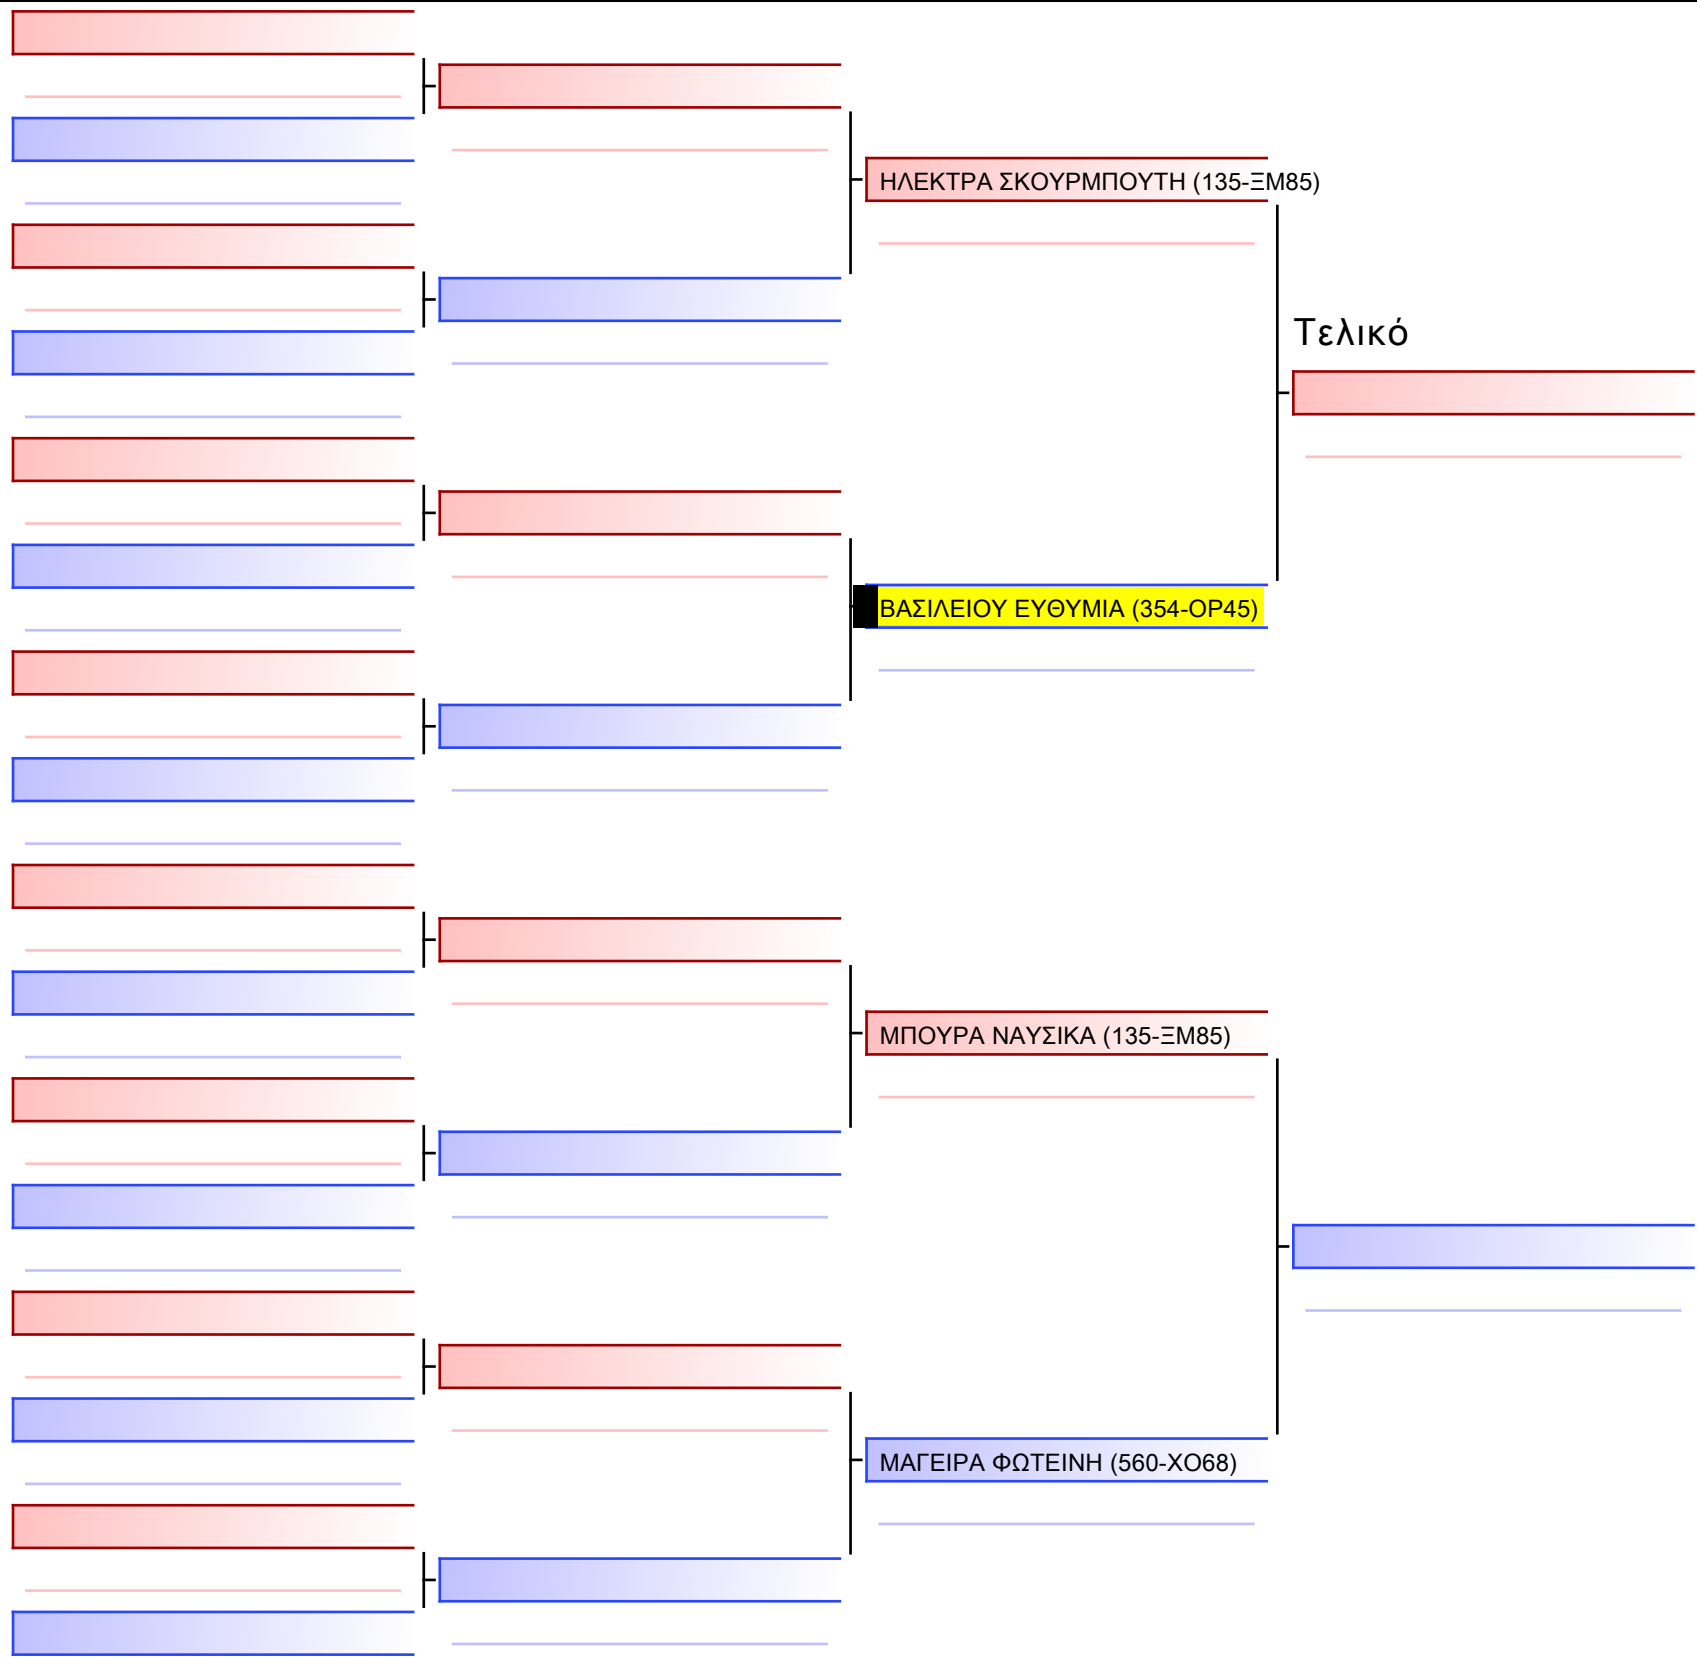 ΗΛΕΚΤΡΑ ΣΚΟΥΡΜΠΟΥΤΗ (135-ΞΜ85)
Τελικό
ΒΑΣΙΛΕΙΟΥ ΕΥΘΥΜΙΑ (354-ΟΡ45)
ΜΠΟΥΡΑ ΝΑΥΣΙΚΑ (135-ΞΜ85)
ΜΑΓΕΙΡΑ ΦΩΤΕΙΝΗ (560-ΧΟ68)